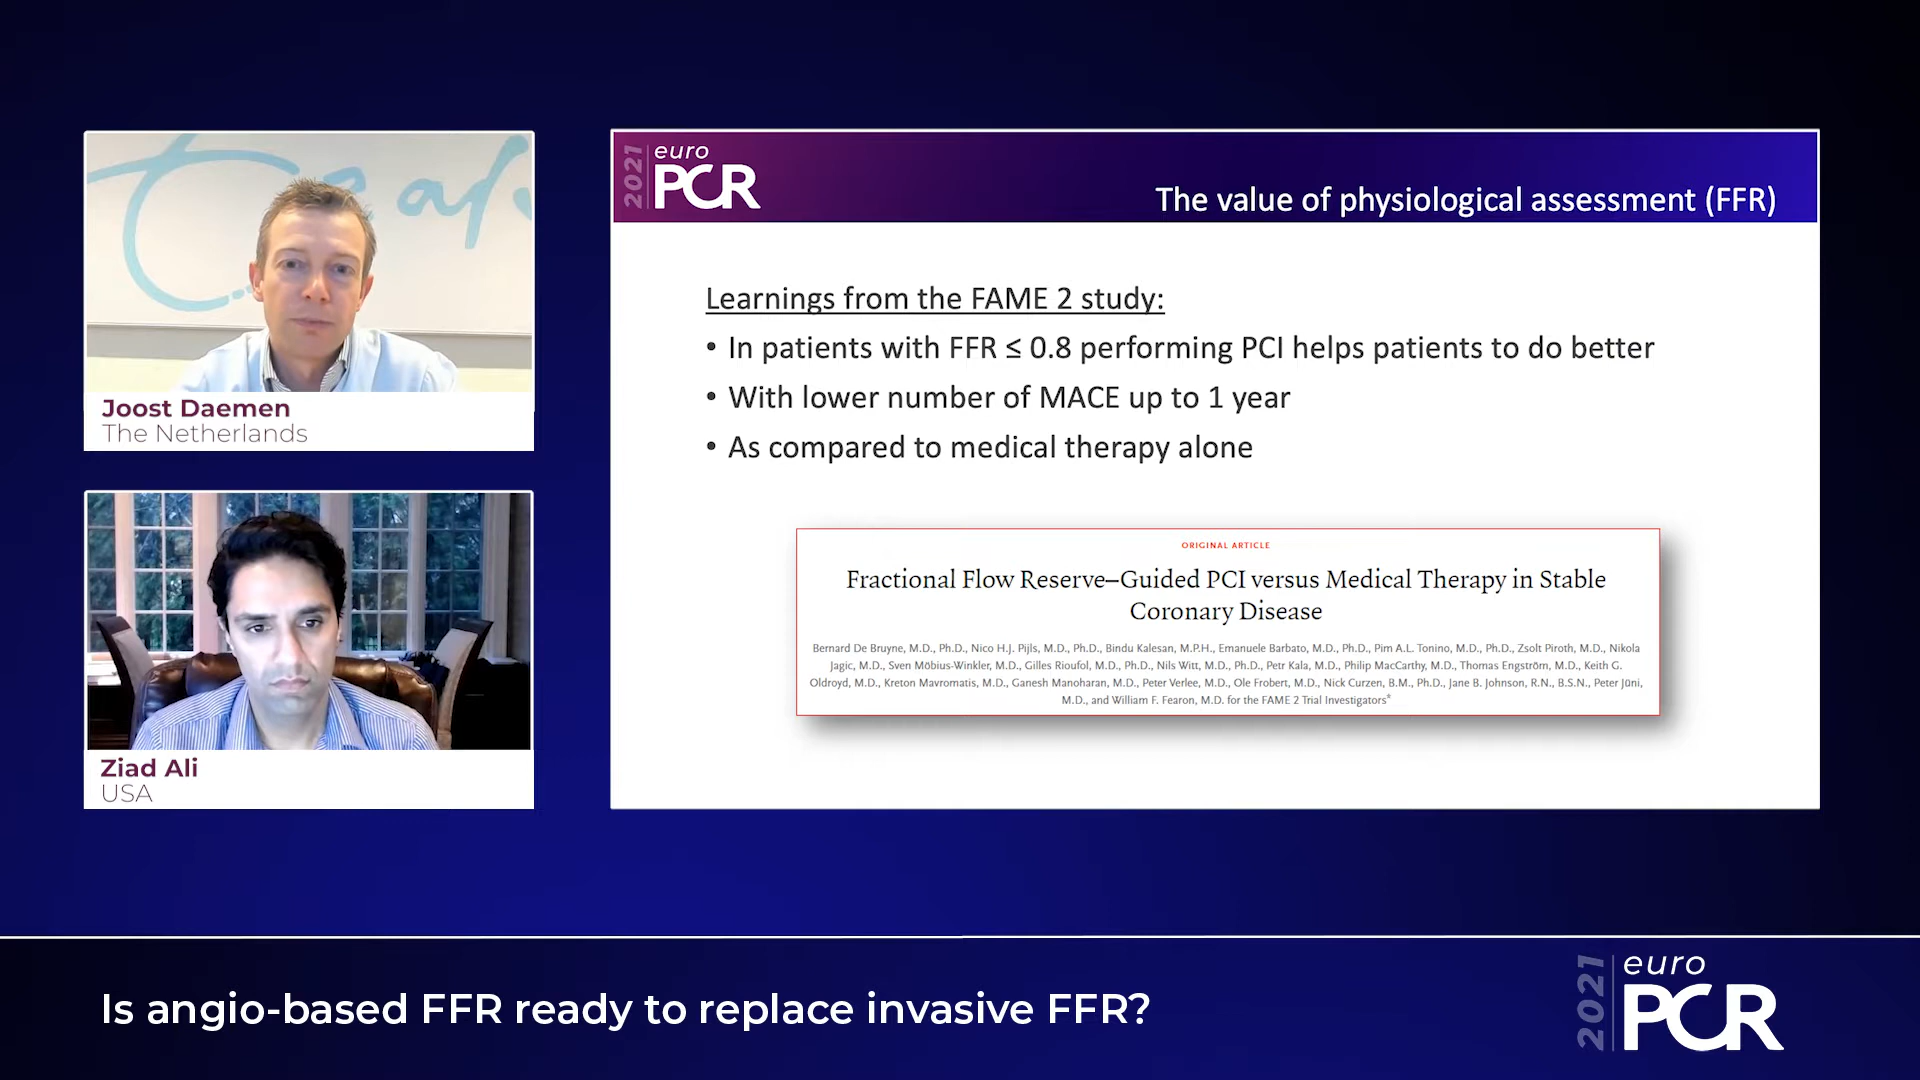 Joost Daemen
The Netherlands
Ziad Ali
USA
2021 euro PCR
The value of physiological assessment (FFR)
Learnings from the FAME 2 study:
• In patients with FFR ≤ 0.8 performing PCI helps patients to do better
• With lower number of MACE up to 1 year
• As compared to medical therapy alone
ORIGINAL ARTICLE
Fractional Flow Reserve–Guided PCI versus Medical Therapy in Stable
Coronary Disease
Bernard De Bruyne, M.D., Ph.D., Nico H.J. Pijls, M.D., Ph.D., Bindu Kalesan, M.P.H., Emanuele Barbato, M.D., Ph.D., Pim A.L. Tonino, M.D., Ph.D., Zsolt Piroth, M.D., Nikola
Jagic, M.D., Sven Möbius-Winkler, M.D., Gilles Rioufol, M.D., Ph.D., Nils Witt, M.D., Ph.D., Petr Kala, M.D., Philip MacCarthy, M.D., Thomas Engström, M.D., Keith G.
Oldroyd, M.D., Kreton Mavromatis, M.D., Ganesh Manoharan, M.D., Peter Verlee, M.D., Ole Frobert, M.D., Nick Curzen, B.M., Ph.D., Jane B. Johnson, R.N., B.S.N., Peter Jüni,
M.D., and William F. Fearon, M.D. for the FAME 2 Trial Investigators*
Is angio-based FFR ready to replace invasive FFR?
2021 euro PCR